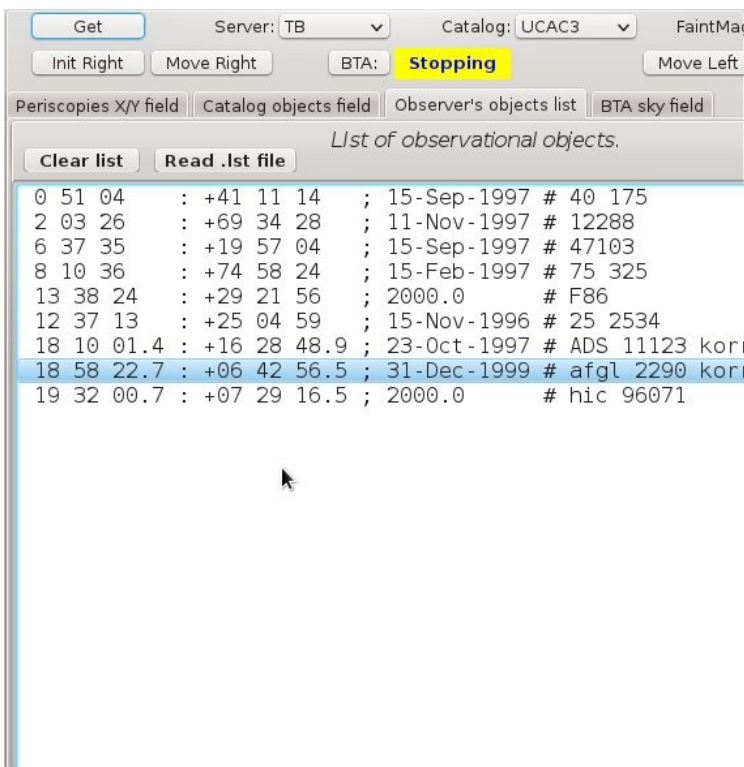 Get Server: TB Catalog: UCAC3 FaintMag
Init Right Move Right BTA: Stopping Move Left
Periscopies X/Y field Catalog objects field Observer's objects list BTA sky field
LIst of observational objects.
Clear list Read .lst file
0 51 04 : +41 11 14 ; 15-Sep-1997 # 40 175
2 03 26 : +69 34 28 ; 11-Nov-1997 # 12288
6 37 35 : +19 57 04 ; 15-Sep-1997 # 47103
8 10 36 : +74 58 24 ; 15-Feb-1997 # 75 325
13 38 24 : +29 21 56 ; 2000.0 # F86
12 37 13 : +25 04 59 ; 15-Nov-1996 # 25 2534
18 10 01.4 : +16 28 48.9 ; 23-Oct-1997 # ADS 11123 korr
18 58 22.7 : +06 42 56.5 ; 31-Dec-1999 # afgl 2290 korr
19 32 00.7 : +07 29 16.5 ; 2000.0 # hic 96071